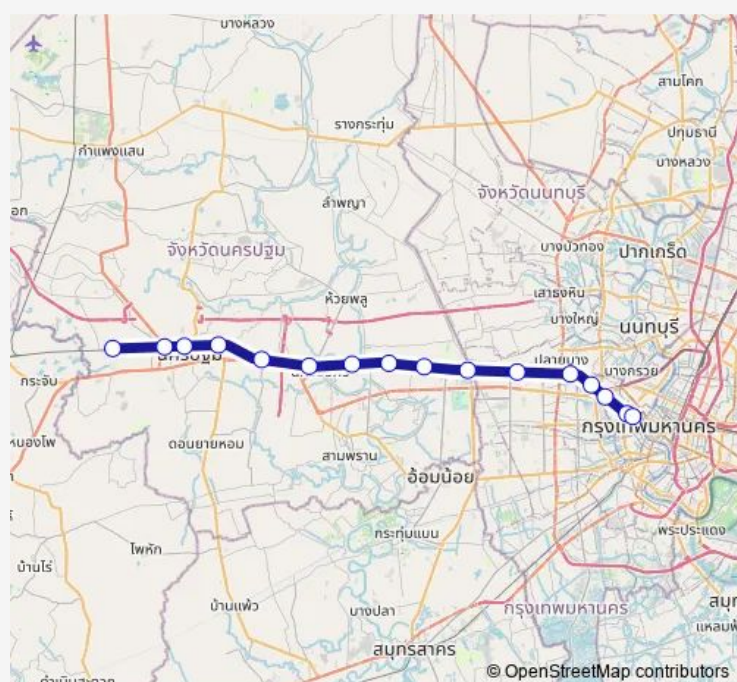 บางหลวง
สามโคก
รางกระทุ่ม
ปทุมธานี
กำแพงแสน
บางหลวง
จังหวัดนนทบุรี
ลำพญา
จังหวัดนครปฐม
บางบัวทอง
ปากเกร็ด
ห้วยพลู
เสาธงหิน
บางใหญ่
นนทบุรี
ปลายบาง
บางกรวย
กระจับ
กรุงเทพมหานคร
หนองโพ
ดอนยายหอม
สามพราน
อ้อมน้อย
กระทุ่มแบน
พระประแดง
โพหัก
บ้านไร่
บ้านแพ้ว
บางปลา
กรุงเทพมหานคร
สมุทรสาคร
© OpenStreetMap contributors